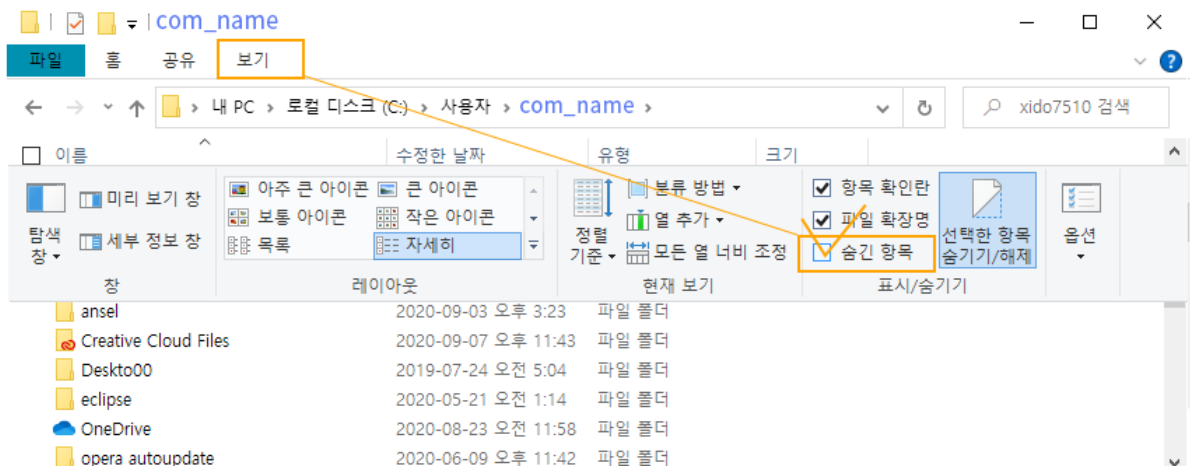 com_name
파일 홈 공유 보기
내 PC › 로컬 디스크 (C:) › 사용자 › com_name ›
xido7510 검색
이름 수정한 날짜 유형 크기
탐색 창
미리 보기 창
세부 정보 창
창
아주 큰 아이콘 큰 아이콘
보통 아이콘 작은 아이콘
목록 자세히
레이아웃
정렬 기준
분류 방법
열 추가
모든 열 너비 조정
현재 보기
항목 확인란
파일 확장명
숨긴 항목
선택한 항목
숨기기/해제
표시/숨기기
옵션
ansel 2020-09-03 오후 3:23 파일 폴더
Creative Cloud Files 2020-09-07 오후 11:43 파일 폴더
Deskto00 2019-07-24 오전 5:04 파일 폴더
eclipse 2020-05-21 오전 1:14 파일 폴더
OneDrive 2020-08-23 오전 11:58 파일 폴더
opera autoupdate 2020-06-09 오후 11:42 파일 폴더